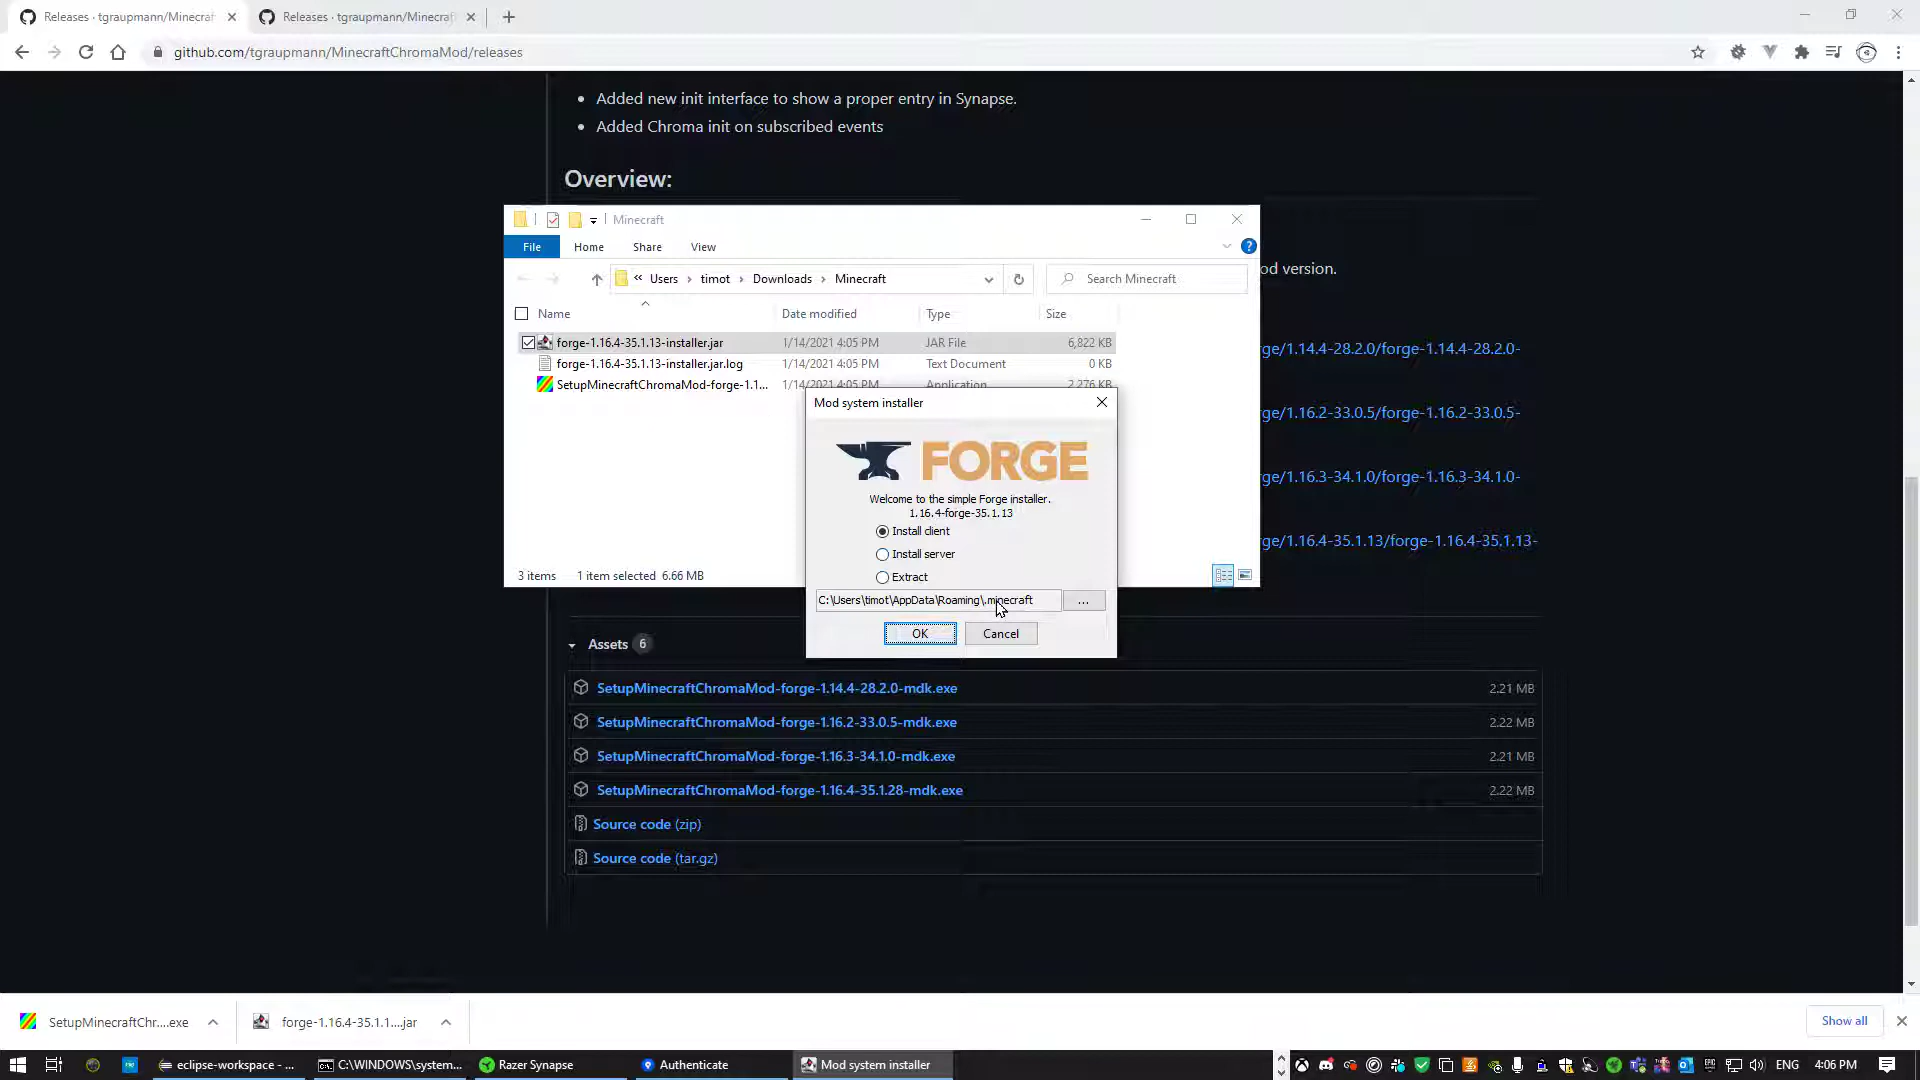 Releases · tgraupmann/Minecraf
Releases · tgraupmann/Minecraf
github.com/tgraupmann/MinecraftChromaMod/releases
Added new init interface to show a proper entry in Synapse.
Added Chroma init on subscribed events
Overview:
Minecraft
File
Home
Share
View
od version.
« Users › timot › Downloads › Minecraft
Search Minecraft
Name
Date modified
Type
Size
forge-1.16.4-35.1.13-installer.jar
1/14/2021 4:05 PM
JAR File
6,822 KB
rge/1.14.4-28.2.0/forge-1.14.4-28.2.0-
forge-1.16.4-35.1.13-installer.jar.log
1/14/2021 4:05 PM
Text Document
0 KB
SetupMinecraftChromaMod-forge-1.1...
1/14/2021 4:05 PM
Application
2,276 KB
Mod system installer
rge/1.16.2-33.0.5/forge-1.16.2-33.0.5-
FORGE
rge/1.16.3-34.1.0/forge-1.16.3-34.1.0-
Welcome to the simple Forge installer.
1.16.4-forge-35.1.13
Install client
rge/1.16.4-35.1.13/forge-1.16.4-35.1.13-
Install server
Extract
3 items
1 item selected 6.66 MB
C:\Users\timot\AppData\Roaming\.minecraft
...
OK
Cancel
Assets 6
SetupMinecraftChromaMod-forge-1.14.4-28.2.0-mdk.exe
2.21 MB
SetupMinecraftChromaMod-forge-1.16.2-33.0.5-mdk.exe
2.22 MB
SetupMinecraftChromaMod-forge-1.16.3-34.1.0-mdk.exe
2.21 MB
SetupMinecraftChromaMod-forge-1.16.4-35.1.28-mdk.exe
2.22 MB
Source code (zip)
Source code (tar.gz)
SetupMinecraftChr....exe
forge-1.16.4-35.1.1....jar
Show all
eclipse-workspace - ...
C:\WINDOWS\system...
Razer Synapse
Authenticate
Mod system installer
ENG
4:06 PM